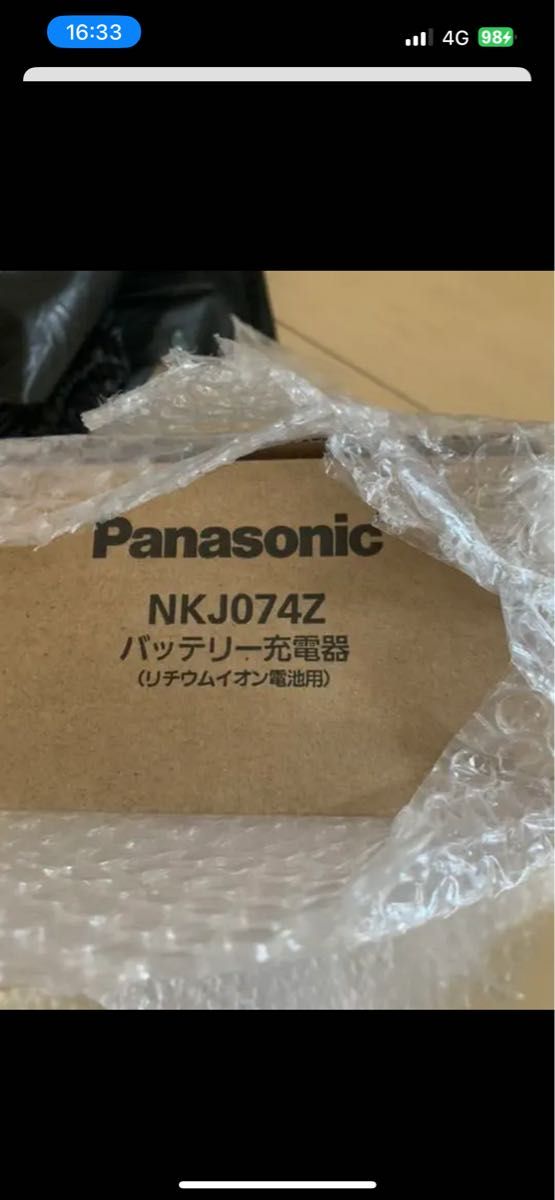 16:33
4G
98
Panasonic
NKJ074Z
バッテリー充電器
(リチウムイオン電池用)